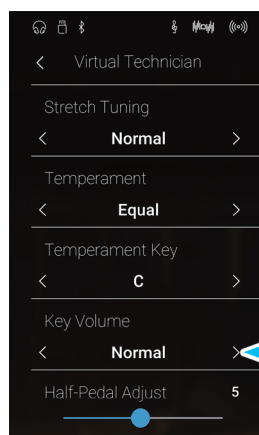 Virtual Technician
Stretch Tuning
Normal
Temperament
Equal
Temperament Key
C
Key Volume
Normal
Half-Pedal Adjust 5